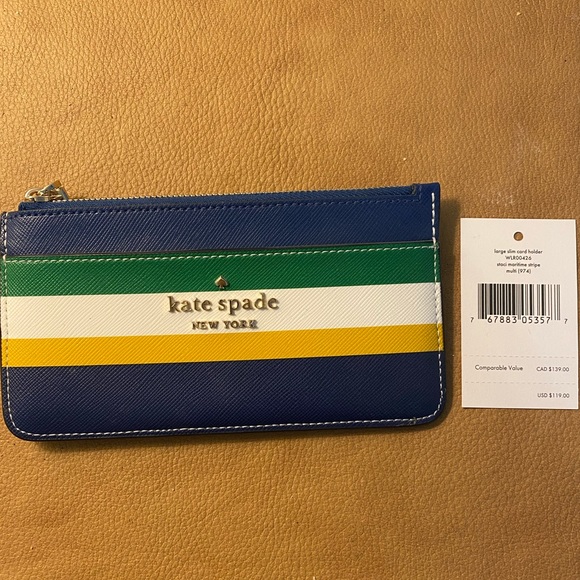 kate spade
NEW YORK
large slim card holder
WLR00426
staci maritime stripe
multi (974)
7 67883 05357 7
Comparable Value CAD $139.00
USD $119.00